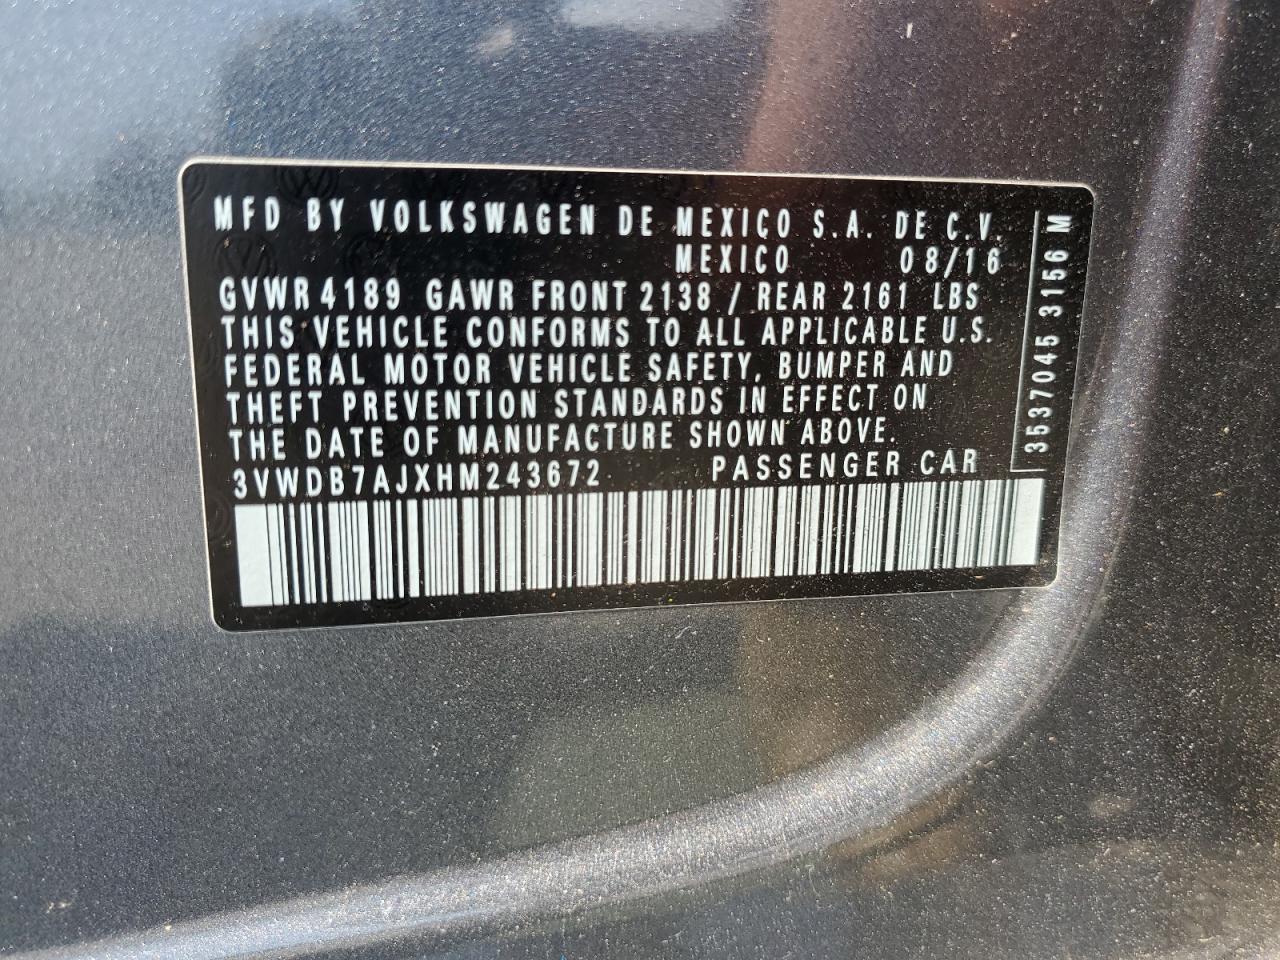 MFD BY VOLKSWAGEN DE MEXICO S.A. DE C.V.
MEXICO 08/16
GVWR 4189 GAWR FRONT 2138 / REAR 2161 LBS
THIS VEHICLE CONFORMS TO ALL APPLICABLE U.S.
FEDERAL MOTOR VEHICLE SAFETY, BUMPER AND
THEFT PREVENTION STANDARDS IN EFFECT ON
THE DATE OF MANUFACTURE SHOWN ABOVE.
3VWDB7AJXHM243672 PASSENGER CAR
3537045 3156 M